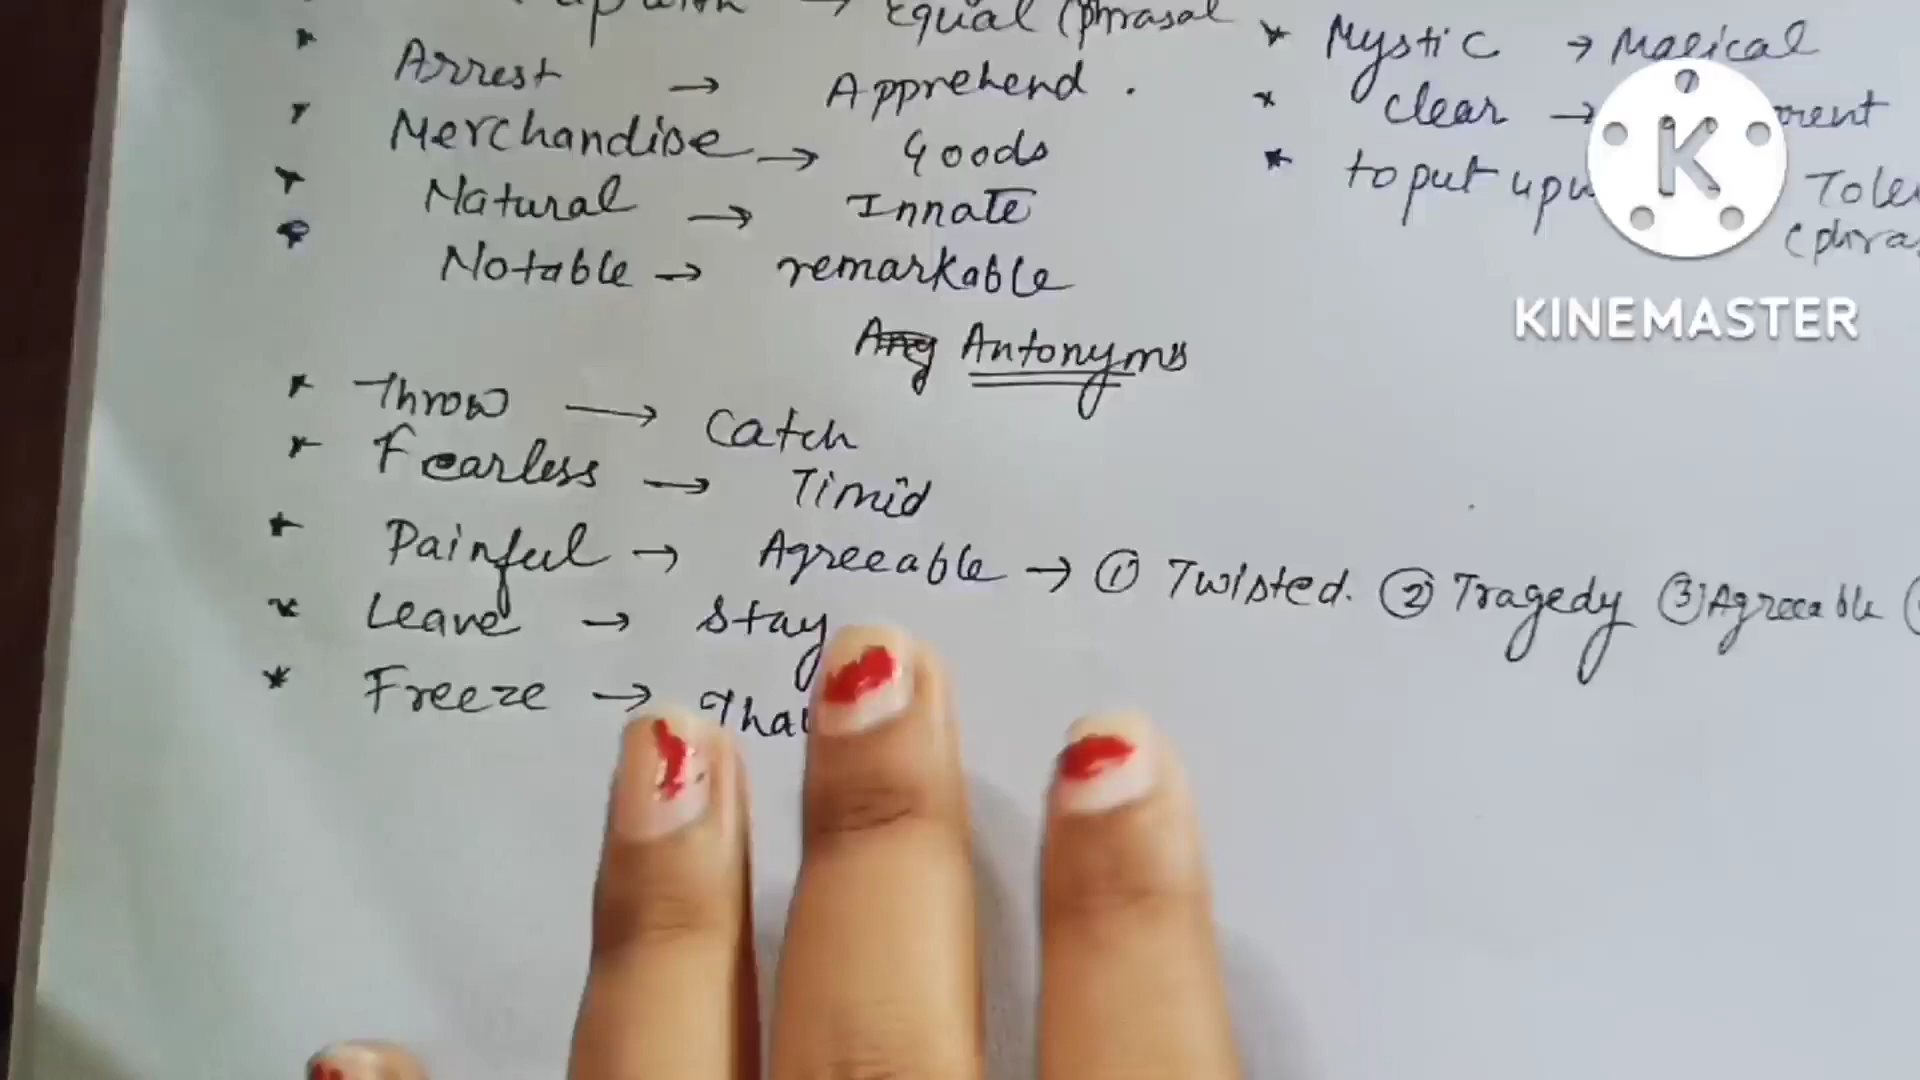 Equal (phrasal
Arrest → Apprehend.
Merchandise → Goods
Natural → Innate
Notable → remarkable
* Mystic → Magical
* clear →
* to put up
KINEMASTER
Antonyms
* Throw → Catch
* Fearless → Timid
* Painful → Agreeable → ① Twisted. ② Tragedy ③ Agreeable
* Leave → Stay
* Freeze →